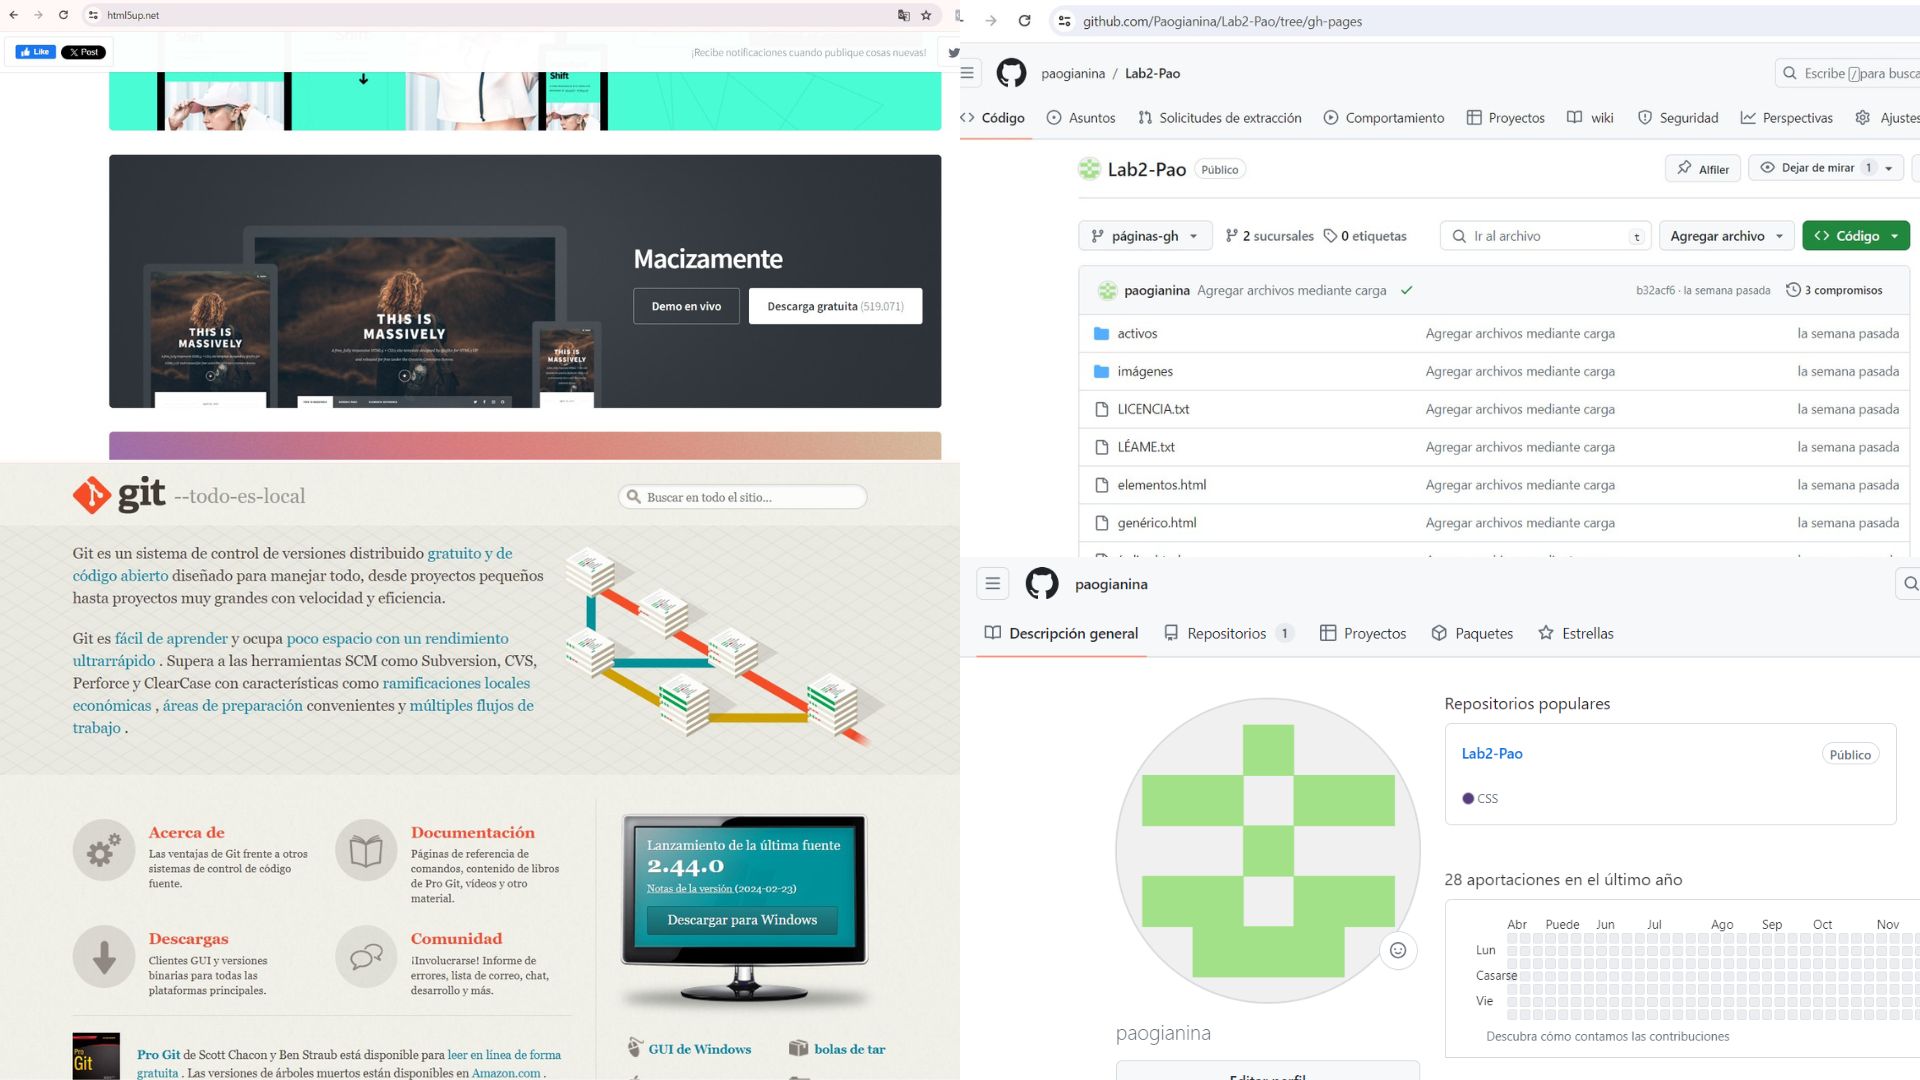 html5up.net
Like
Post
¡Recibe notificaciones cuando publique cosas nuevas!
Shift
Macizamente
Demo en vivo
Descarga gratuita (519.071)
THIS IS
MASSIVELY
THIS IS
MASSIVELY
THIS IS
MASSIVELY
git --todo-es-local
Buscar en todo el sitio...
Git es un sistema de control de versiones distribuido gratuito y de
código abierto diseñado para manejar todo, desde proyectos pequeños
hasta proyectos muy grandes con velocidad y eficiencia.
Git es fácil de aprender y ocupa poco espacio con un rendimiento
ultrarrápido . Supera a las herramientas SCM como Subversion, CVS,
Perforce y ClearCase con características como ramificaciones locales
económicas , áreas de preparación convenientes y múltiples flujos de
trabajo .
Acerca de
Las ventajas de Git frente a otros
sistemas de control de código
fuente.
Documentación
Páginas de referencia de
comandos, contenido de libros
de Pro Git, vídeos y otro
material.
Descargas
Clientes GUI y versiones
binarias para todas las
plataformas principales.
Comunidad
¡Involucrarse! Informe de
errores, lista de correo, chat,
desarrollo y más.
Lanzamiento de la última fuente
2.44.0
Notas de la versión (2024-02-23)
Descargar para Windows
GUI de Windows
bolas de tar
Pro
Git
Pro Git de Scott Chacon y Ben Straub está disponible para leer en línea de forma
gratuita . Las versiones de árboles muertos están disponibles en Amazon.com .
github.com/Paogianina/Lab2-Pao/tree/gh-pages
paogianina / Lab2-Pao
Escribe / para busca
Código
Asuntos
Solicitudes de extracción
Comportamiento
Proyectos
wiki
Seguridad
Perspectivas
Ajustes
Lab2-Pao
Público
Alfiler
Dejar de mirar 1
páginas-gh
2 sucursales
0 etiquetas
Ir al archivo
t
Agregar archivo
Código
paogianina Agregar archivos mediante carga
b32acf6 · la semana pasada
3 compromisos
activos Agregar archivos mediante carga la semana pasada
imágenes Agregar archivos mediante carga la semana pasada
LICENCIA.txt Agregar archivos mediante carga la semana pasada
LÉAME.txt Agregar archivos mediante carga la semana pasada
elementos.html Agregar archivos mediante carga la semana pasada
genérico.html Agregar archivos mediante carga la semana pasada
paogianina
Descripción general
Repositorios 1
Proyectos
Paquetes
Estrellas
Repositorios populares
Lab2-Pao
Público
CSS
28 aportaciones en el último año
Abr Puede Jun Jul Ago Sep Oct Nov
Lun
Casarse
Vie
Descubra cómo contamos las contribuciones
paogianina
Editar perfil